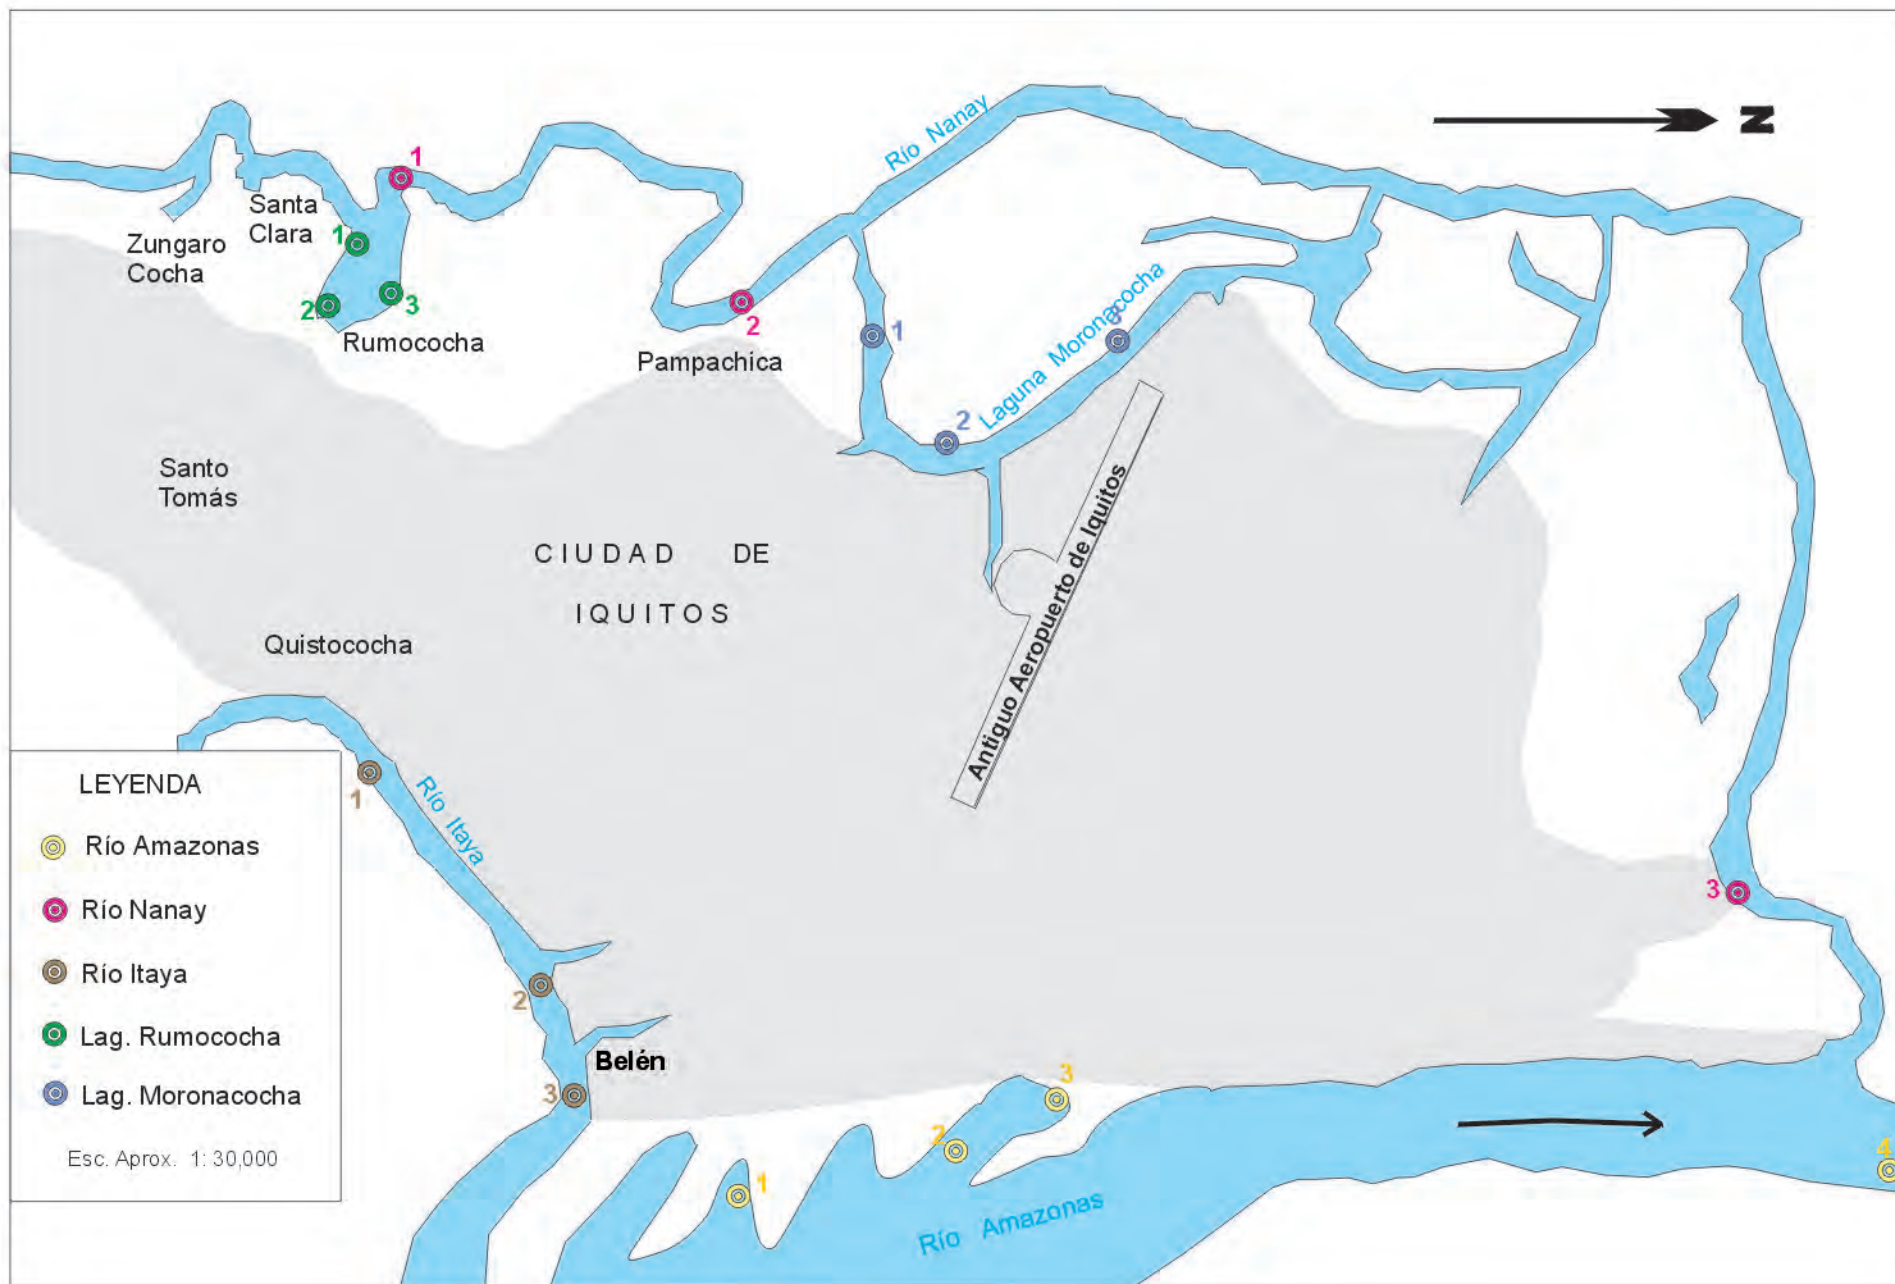 Río Nanay
N
1
Santa
Clara
1
Zungaro
Cocha
2
3
Rumococha
2
Pampachica
1
3
Laguna Moronacocha
2
Santo
Tomás
CIUDAD DE
IQUITOS
Antiguo Aeropuerto de Iquitos
Quistococha
1
Río Itaya
2
Belén
3
3
3
2
1
4
Río Amazonas
LEYENDA
Río Amazonas
Río Nanay
Río Itaya
Lag. Rumococha
Lag. Moronacocha
Esc. Aprox. 1: 30,000